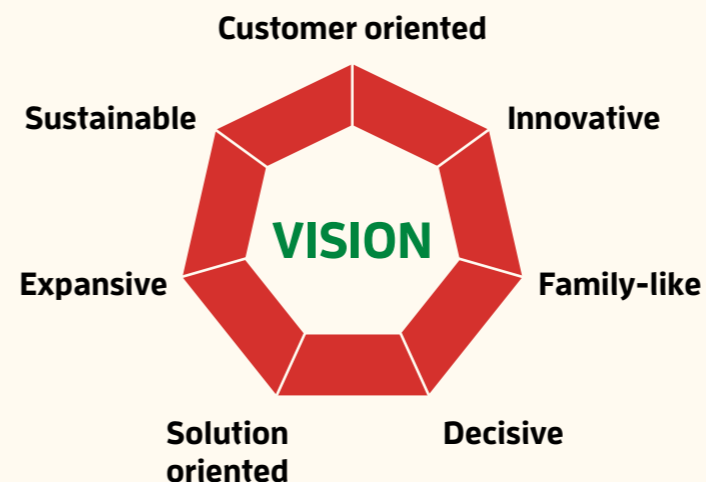 Customer oriented
Sustainable
Innovative
VISION
Expansive
Family-like
Solution
oriented
Decisive